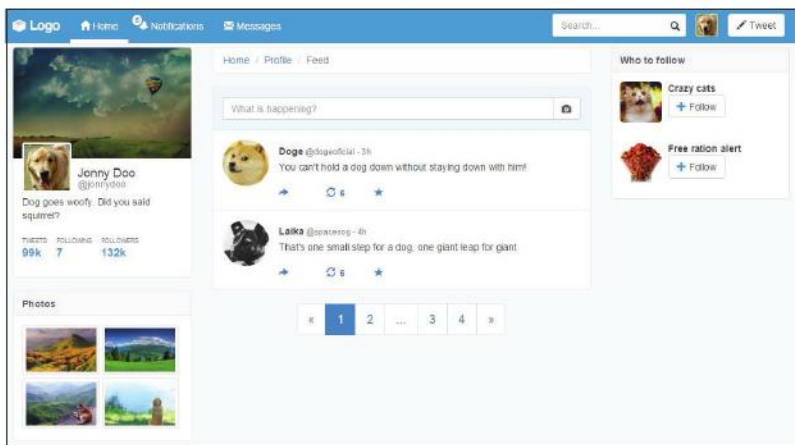 Logo Home Notifications Messages Search... Tweet
Jonny Doo
@jonnydoo
Dog goes woofy. Did you said
squirrel?
TWEETS FOLLOWING FOLLOWERS
99k 7 132k
Photos
Home / Profile / Feed
What is happening?
Doge @dogeoficial - 3h
You can't hold a dog down without staying down with him!
6
Laika @spacesog - 4h
That's one small step for a dog, one giant leap for giant
6
« 1 2 ... 3 4 »
Who to follow
Crazy cats
+ Follow
Free ration alert
+ Follow